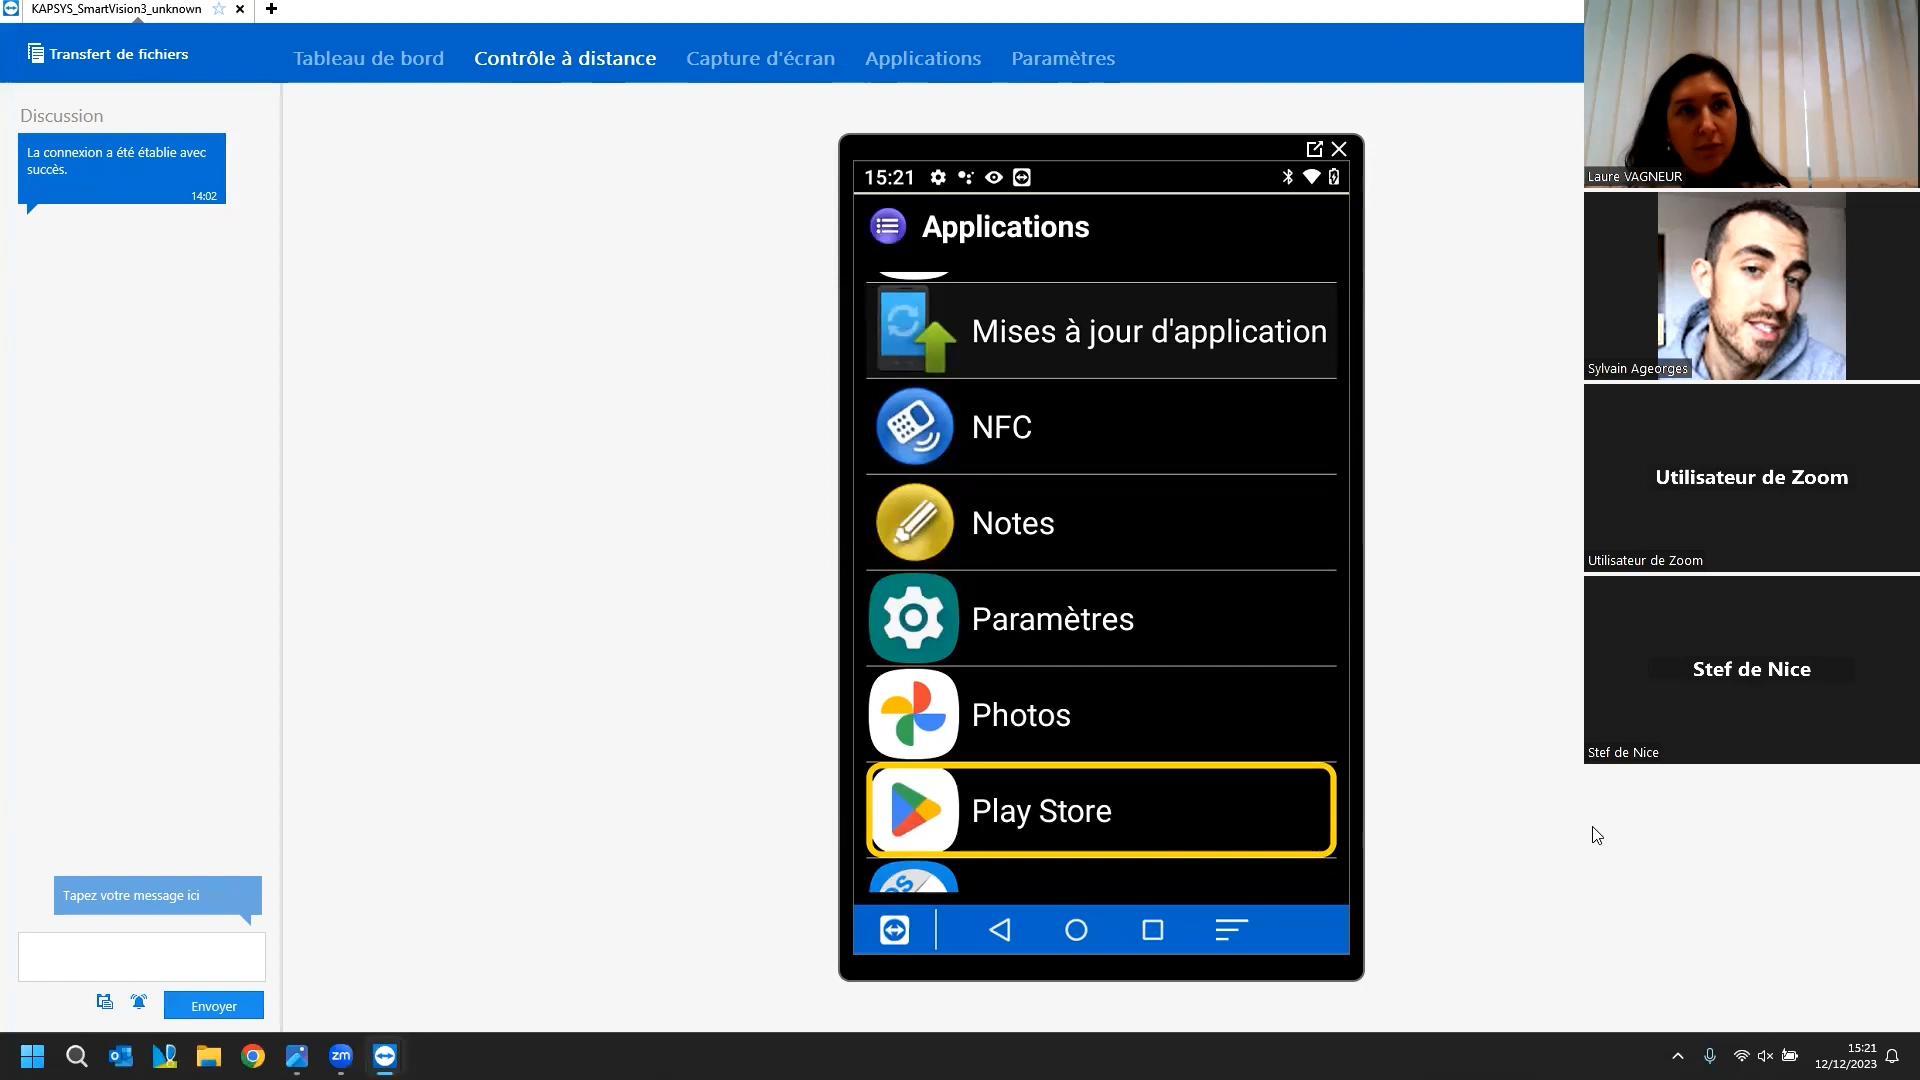 KAPSYS_SmartVision3_unknown
Transfert de fichiers
Tableau de bord
Contrôle à distance
Capture d'écran
Applications
Paramètres
Discussion
La connexion a été établie avec
succès.
14:02
15:21
Applications
Mises à jour d'application
NFC
Notes
Paramètres
Photos
Play Store
Tapez votre message ici
Envoyer
Laure VAGNEUR
Sylvain Ageorges
Utilisateur de Zoom
Utilisateur de Zoom
Stef de Nice
Stef de Nice
zm
15:21
12/12/2023